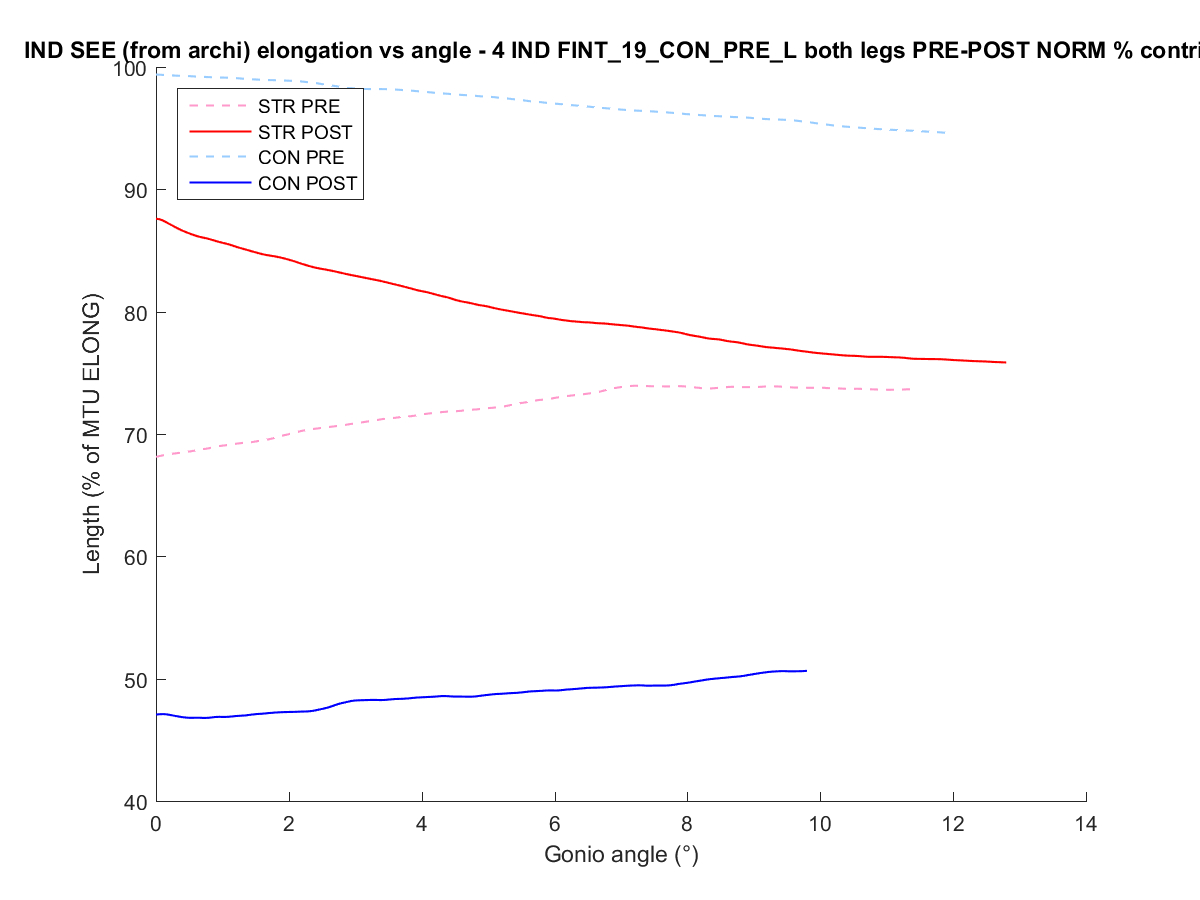 IND SEE (from archi) elongation vs angle - 4 IND FINT_19_CON_PRE_L both legs PRE-POST NORM % contri
100
90
80
70
60
50
40
Length (% of MTU ELONG)
STR PRE
STR POST
CON PRE
CON POST
0 2 4 6 8 10 12 14
Gonio angle (°)